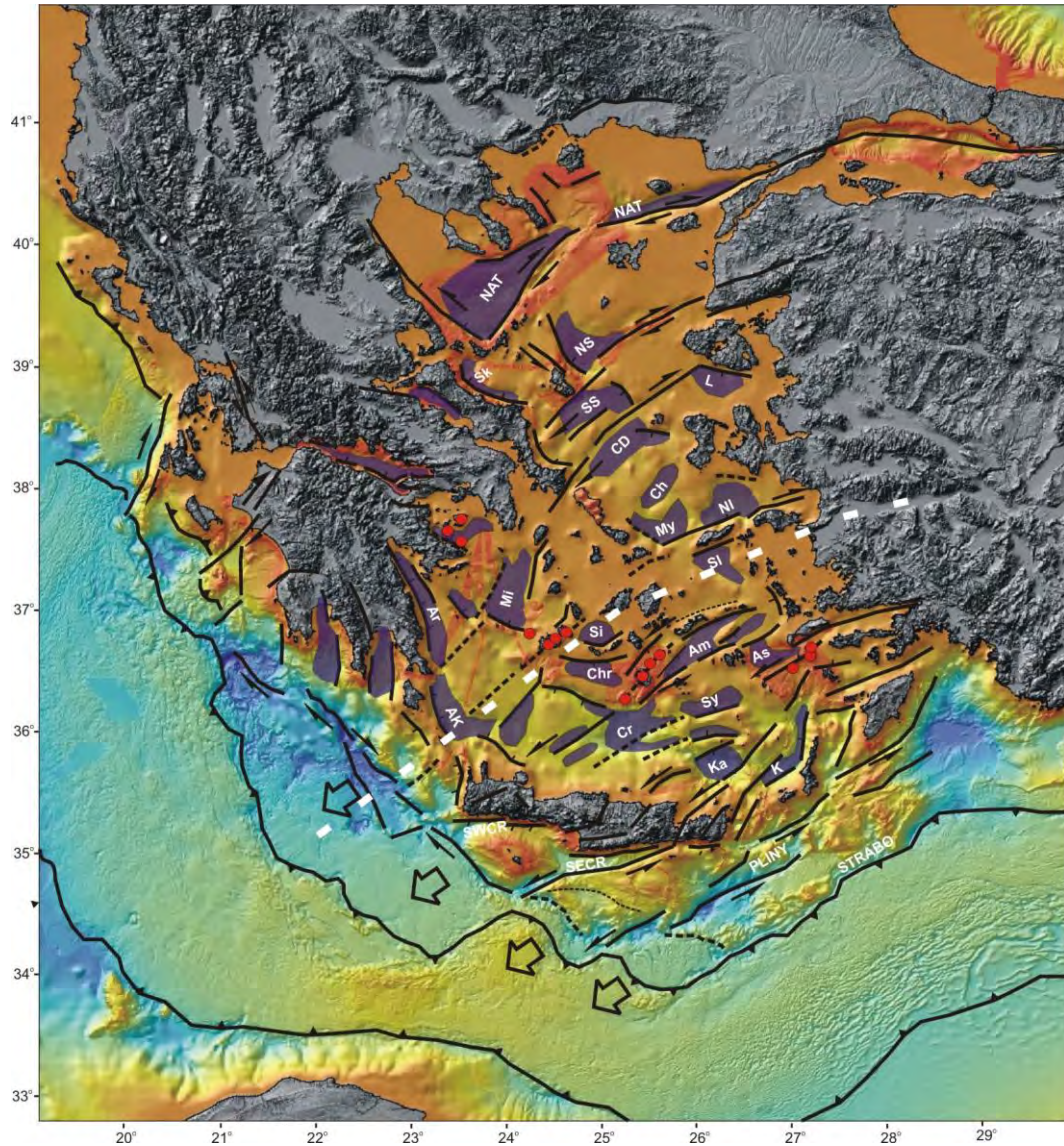 41°
40°
39°
38°
37°
36°
35°
34°
33°
NAT
NAT
NS
Sk
L
SS
CD
Ch
My
NI
SI
Ar
Mi
Si
Chr
Am
As
AK
Sy
Cr
Ka
K
SWCR
SECR
PLINY
STRABO
20° 21° 22° 23° 24° 25° 26° 27° 28° 29°